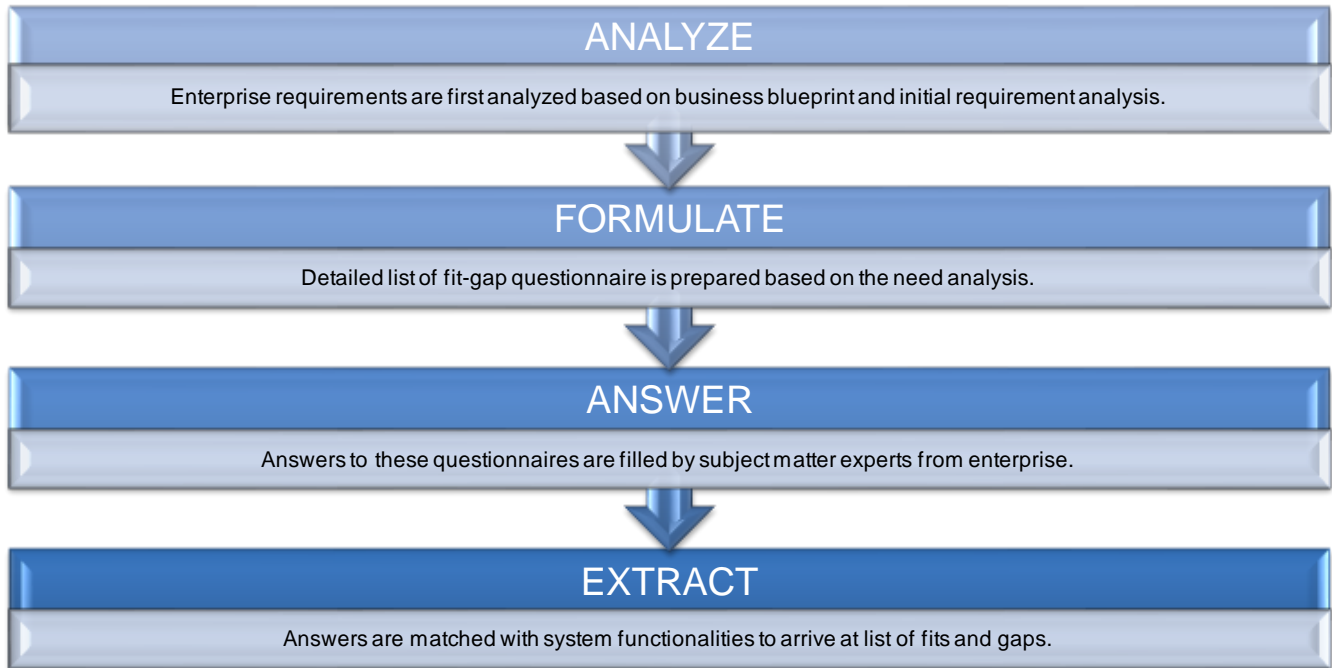 ANALYZE
Enterprise requirements are first analyzed based on business blueprint and initial requirement analysis.
FORMULATE
Detailed list of fit-gap questionnaire is prepared based on the need analysis.
ANSWER
Answers to these questionnaires are filled by subject matter experts from enterprise.
EXTRACT
Answers are matched with system functionalities to arrive at list of fits and gaps.